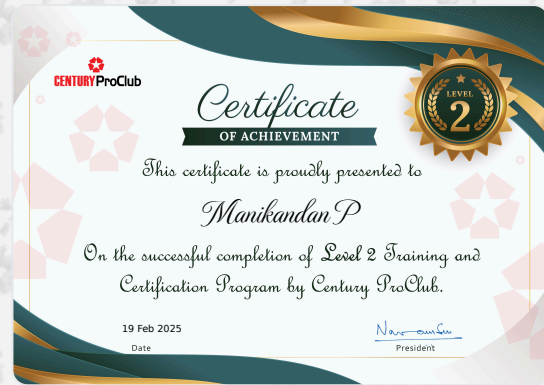 CENTURY ProClub
LEVEL
2
Certificate
OF ACHIEVEMENT
This certificate is proudly presented to
Manikandan P
On the successful completion of Level 2 Training and
Certification Program by Century ProClub.
19 Feb 2025
Date
President